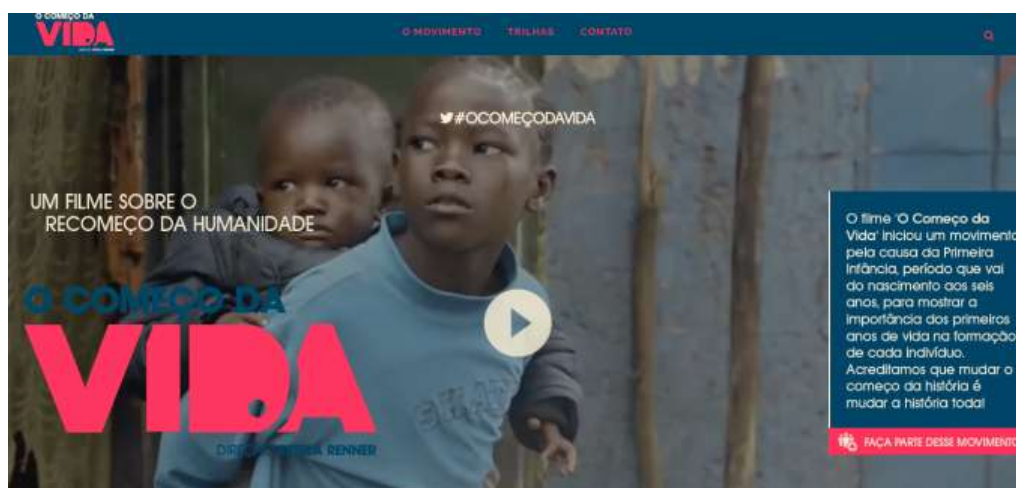 O COMEÇO DA
VIDA
O MOVIMENTO TRILHAS CONTATO
#OCOMEÇODAVIDA
UM FILME SOBRE O
RECOMEÇO DA HUMANIDADE
O COMEÇO DA
VIDA
RENNER
O filme 'O Começo da
Vida' iniciou um movimento
pela causa da Primeira
Infância, período que vai
do nascimento aos seis
anos, para mostrar a
importância dos primeiros
anos de vida na formação
de cada indivíduo.
Acreditamos que mudar o
começo da história é
mudar a história toda!
FAÇA PARTE DESSE MOVIMENTO